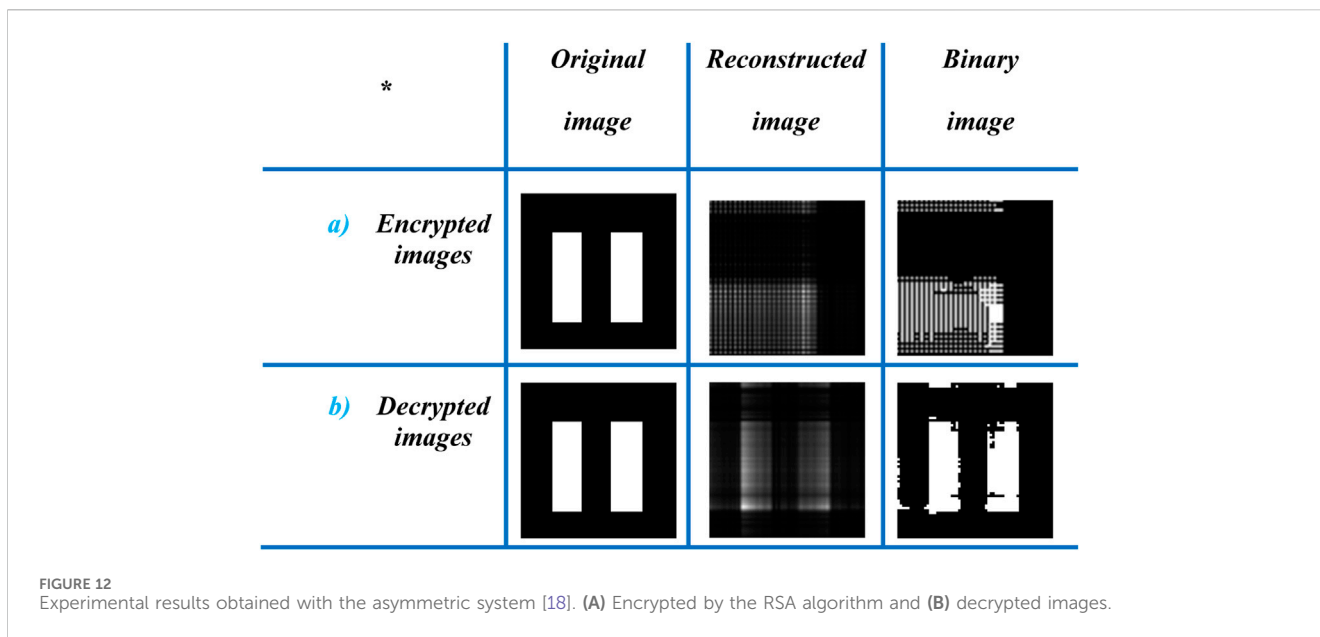 *
Original
image
Reconstructed
image
Binary
image
a) Encrypted
images
b) Decrypted
images
FIGURE 12
Experimental results obtained with the asymmetric system [18]. (A) Encrypted by the RSA algorithm and (B) decrypted images.